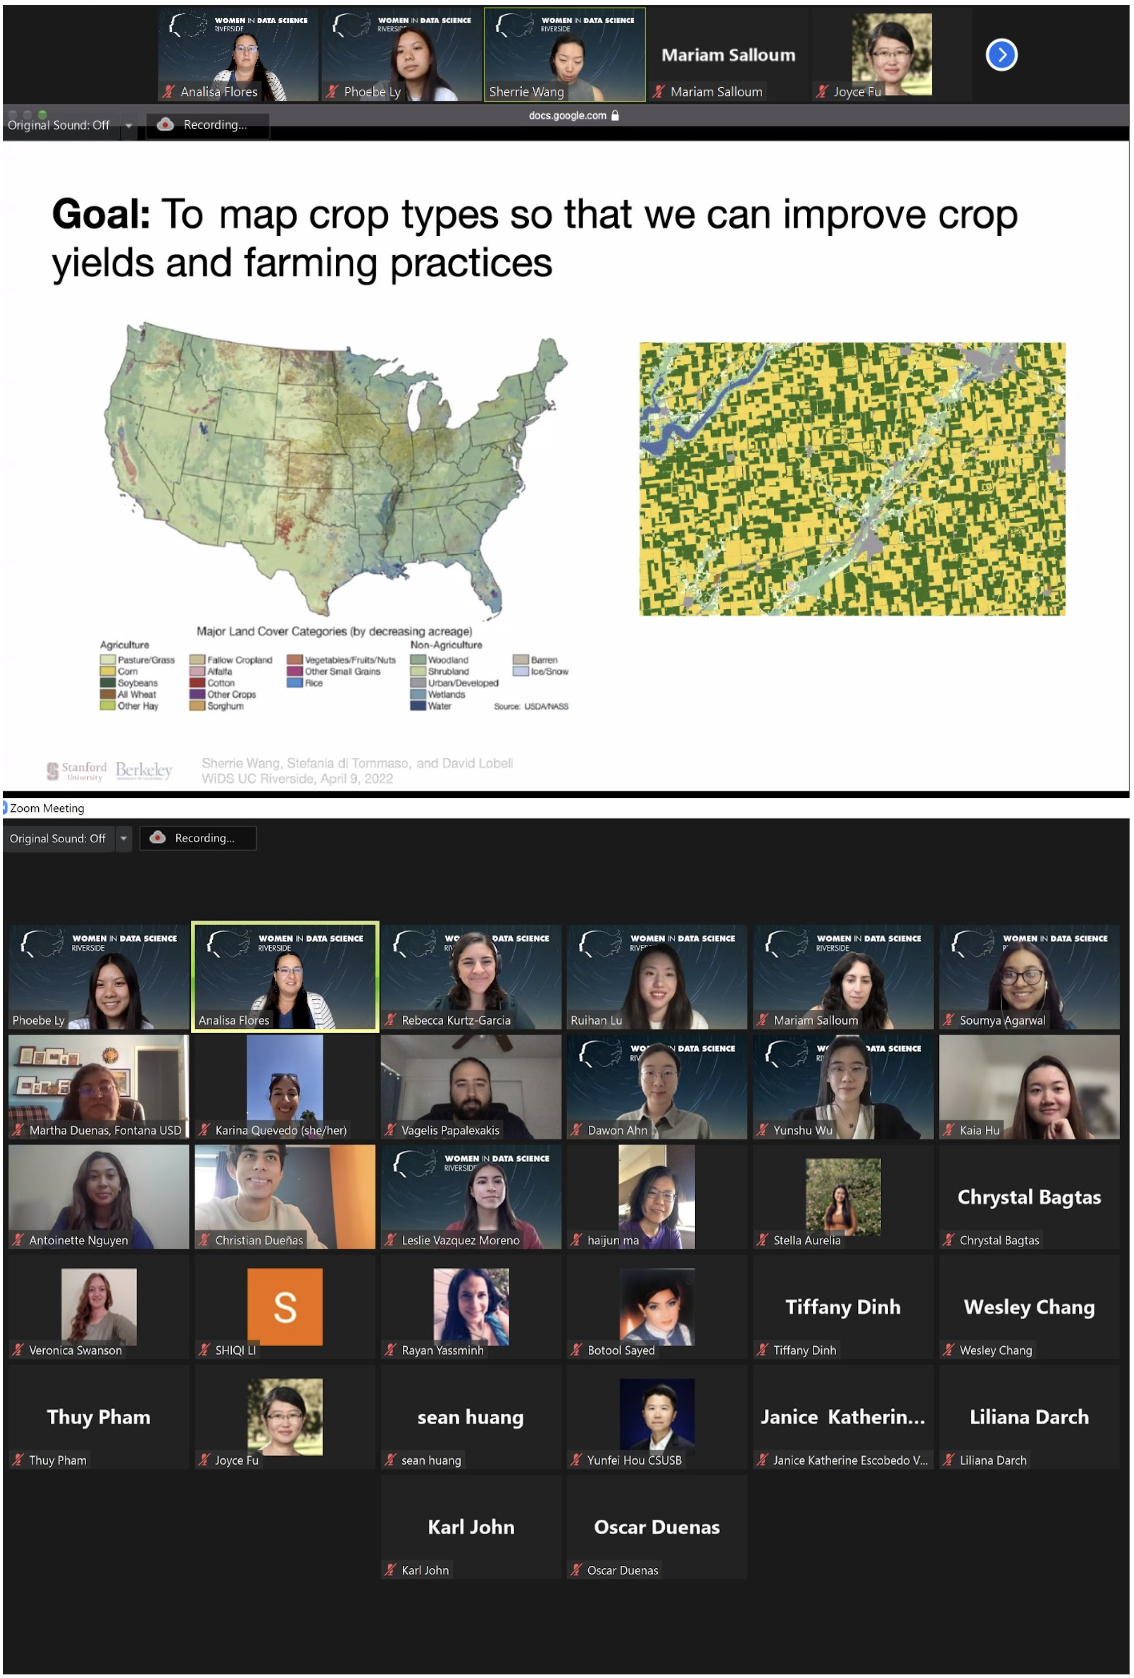 WOMEN IN DATA SCIENCE
RIVERSIDE
Analisa Flores
WOMEN IN DATA SCIENCE
RIVERSIDE
Phoebe Ly
WOMEN IN DATA SCIENCE
RIVERSIDE
Sherrie Wang
Mariam Salloum
Mariam Salloum
Joyce Fu
docs.google.com
Original Sound: Off
Recording...
Goal: To map crop types so that we can improve crop
yields and farming practices
Major Land Cover Categories (by decreasing acreage)
Agriculture
Non-Agriculture
Pasture/Grass
Corn
Soybeans
All Wheat
Other Hay
Fallow Cropland
Alfalfa
Cotton
Other Crops
Sorghum
Vegetables/Fruits/Nuts
Other Small Grains
Rice
Woodland
Shrubland
Urban/Developed
Wetlands
Water
Barren
Ice/Snow
Source: USDA/NASS
Stanford
University
Berkeley
Sherrie Wang, Stefania di Tommaso, and David Lobell
WiDS UC Riverside, April 9, 2022
Zoom Meeting
Original Sound: Off
Recording...
WOMEN IN DATA SCIENCE
RIVERSIDE
Phoebe Ly
WOMEN IN DATA SCIENCE
RIVERSIDE
Analisa Flores
DATA SCIENCE
Rebecca Kurtz-Garcia
WOMEN IN DATA SCIENCE
Ruihan Lu
WOMEN IN DATA SCIENCE
RIVERSIDE
Mariam Salloum
WOMEN IN DATA SCIENCE
RIVERSIDE
Soumya Agarwal
Martha Duenas, Fontana USD
Karina Quevedo (she/her)
Vagelis Papalexakis
DATA SCIENCE
Dawon Ahn
DATA SCIENCE
Yunshu Wu
Kaia Hu
Antoinette Nguyen
Christian Dueñas
WOMEN IN DATA SCIENCE
RIVERSIDE
Leslie Vazquez Moreno
haijun ma
Stella Aurelia
Chrystal Bagtas
Chrystal Bagtas
Veronica Swanson
S
SHIQI LI
Rayan Yassminh
Botool Sayed
Tiffany Dinh
Tiffany Dinh
Wesley Chang
Wesley Chang
Thuy Pham
Thuy Pham
Joyce Fu
sean huang
sean huang
Yunfei Hou CSUSB
Janice Katherin...
Janice Katherine Escobedo V...
Liliana Darch
Liliana Darch
Karl John
Karl John
Oscar Duenas
Oscar Duenas